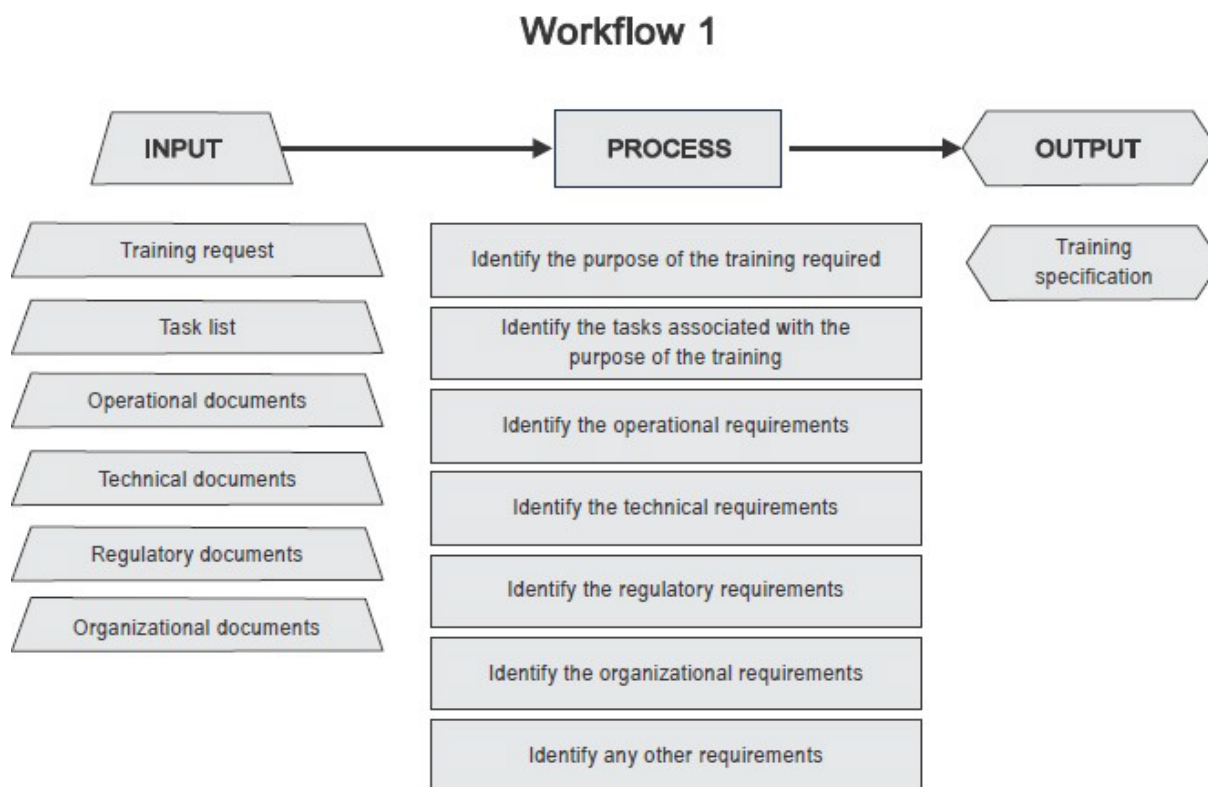 Workflow 1
INPUT
PROCESS
OUTPUT
Training request
Task list
Operational documents
Technical documents
Regulatory documents
Organizational documents
Identify the purpose of the training required
Identify the tasks associated with the
purpose of the training
Identify the operational requirements
Identify the technical requirements
Identify the regulatory requirements
Identify the organizational requirements
Identify any other requirements
Training
specification